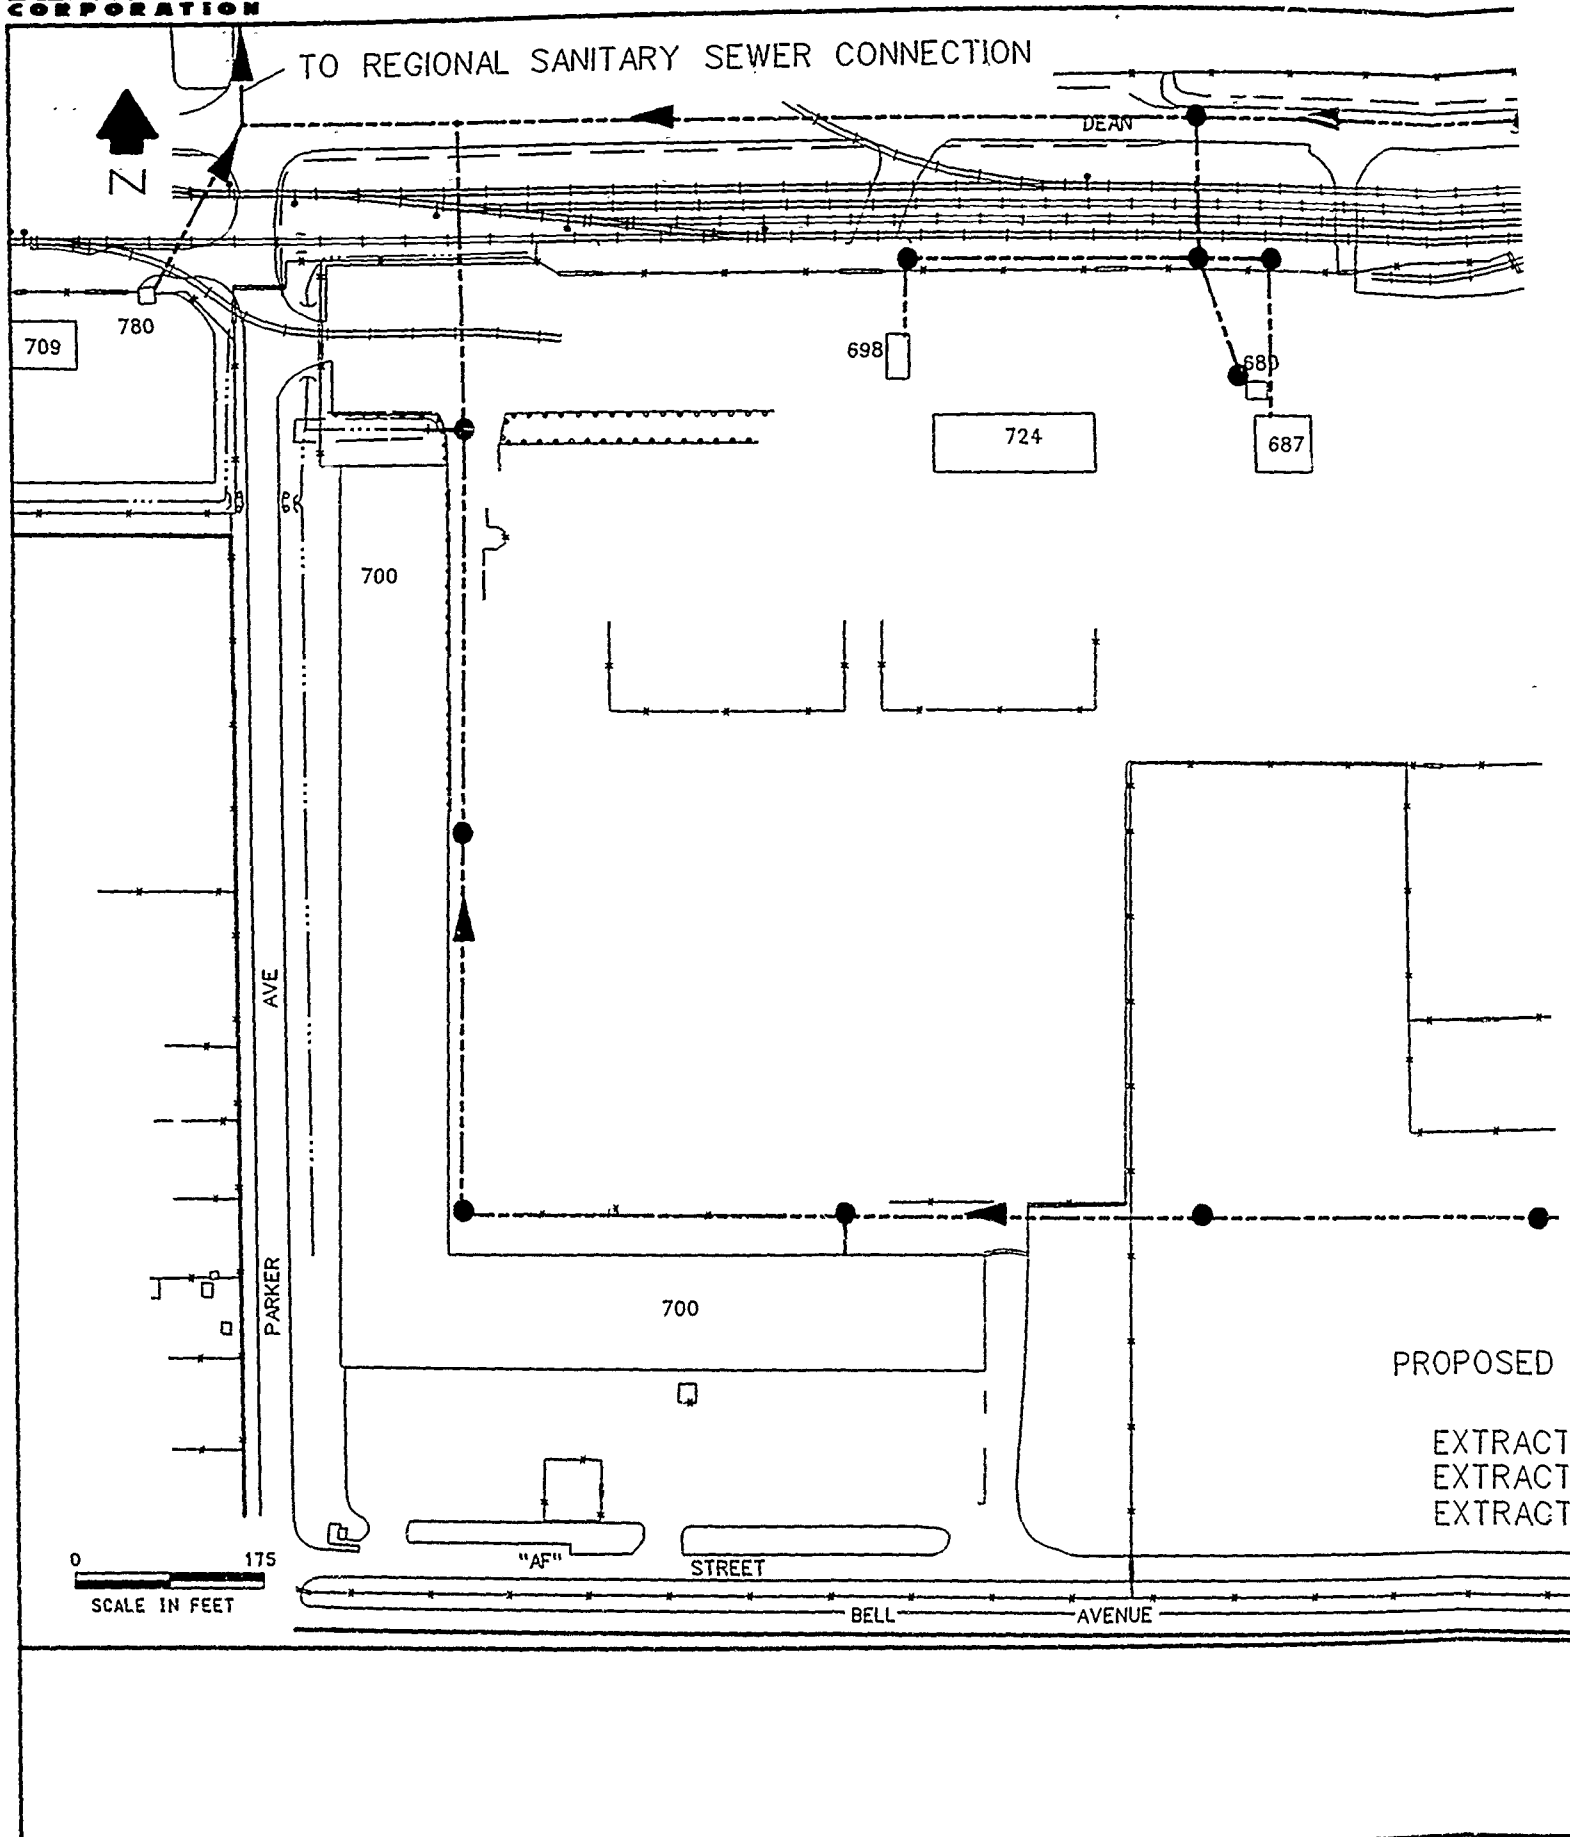 CORPORATION
TO REGIONAL SANITARY SEWER CONNECTION
DEAN
N
780
709
698
680
724
687
700
AVE
PARKER
700
PROPOSED
EXTRACT
EXTRACT
EXTRACT
0 175
SCALE IN FEET
"AF" STREET
BELL AVENUE